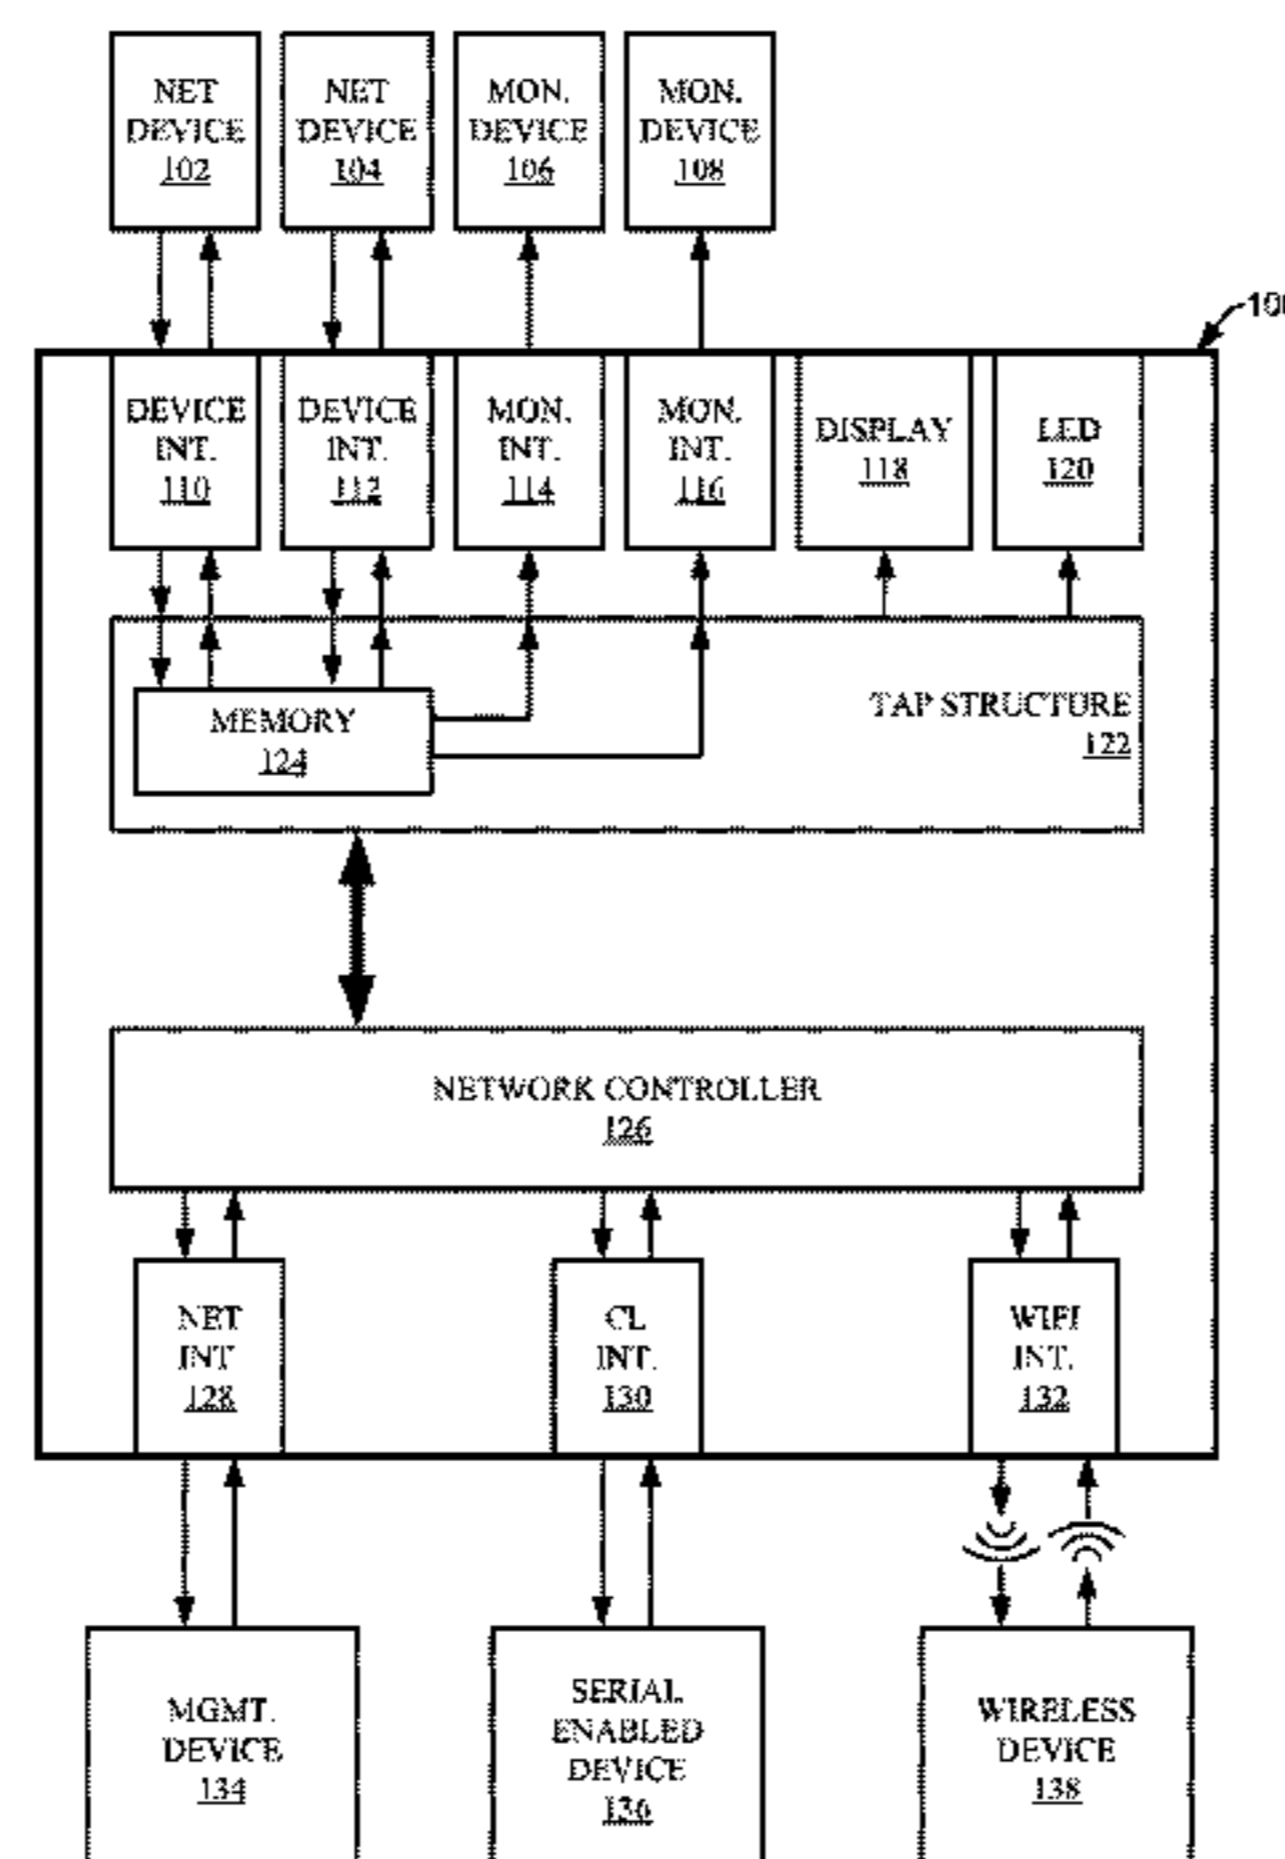 NET
DEVICE
102
NET
DEVICE
104
MON.
DEVICE
106
MON.
DEVICE
108
DEVICE
INT.
110
DEVICE
INT.
112
MON.
INT.
114
MON.
INT.
116
DISPLAY
118
LED
120
MEMORY
124
TAP STRUCTURE
122
NETWORK CONTROLLER
126
NET
INT
128
CL
INT.
130
WIFI
INT.
132
MGMT.
DEVICE
134
SERIAL
ENABLED
DEVICE
136
WIRELESS
DEVICE
138